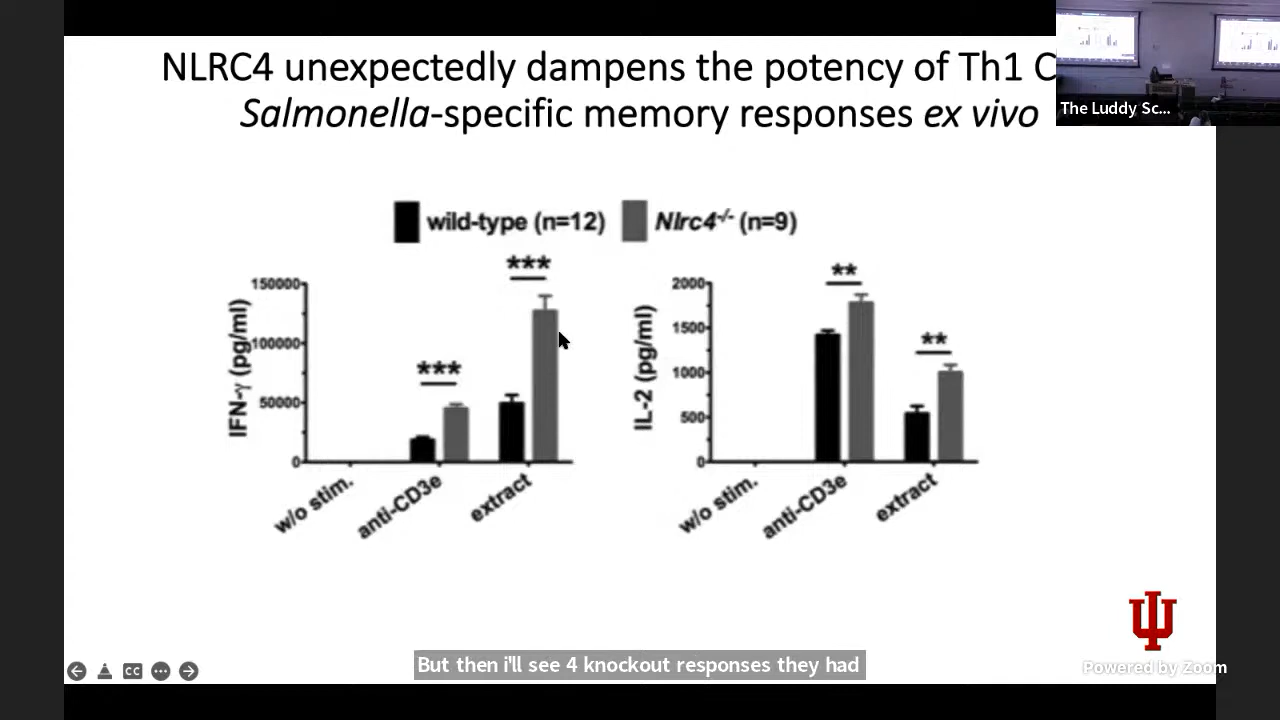 NLRC4 unexpectedly dampens the potency of Th1 C
Salmonella-specific memory responses ex vivo
The Luddy Sc...
wild-type (n=12)
Nlrc4-/- (n=9)
***
***
150000
100000
50000
0
IFN-γ (pg/ml)
w/o stim.
anti-CD3e
extract
**
**
2000
1500
1000
500
0
IL-2 (pg/ml)
w/o stim.
anti-CD3e
extract
CC
But then i'll see 4 knockout responses they had
Powered by Zoom